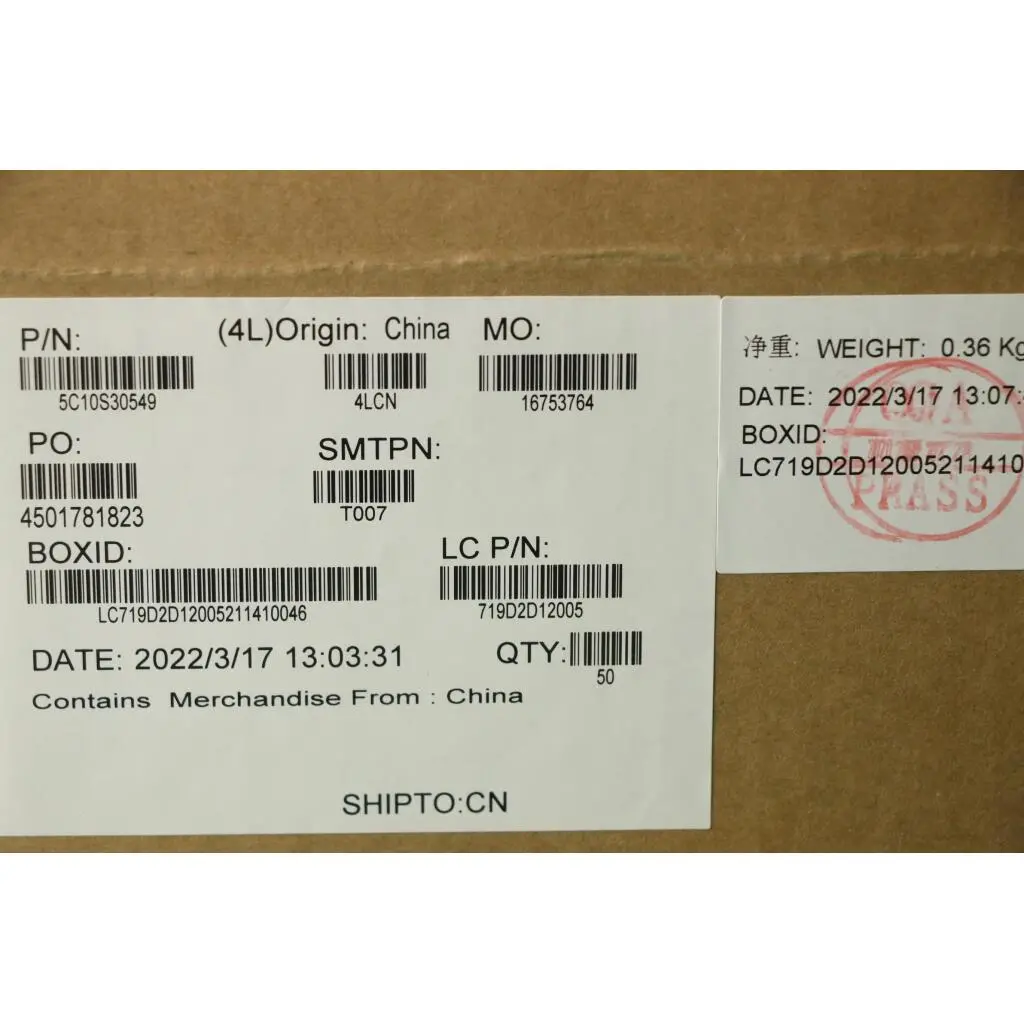 P/N:
(4L)Origin: China
MO:
5C10S30549
4LCN
16753764
PO:
SMTPN:
4501781823
T007
BOXID:
LC P/N:
LC719D2D12005211410046
719D2D12005
DATE: 2022/3/17 13:03:31
QTY:
50
Contains Merchandise From : China
SHIPTO:CN
净重: WEIGHT: 0.36 Kg
DATE: 2022/3/17 13:07:
BOXID:
LC719D2D12005211410